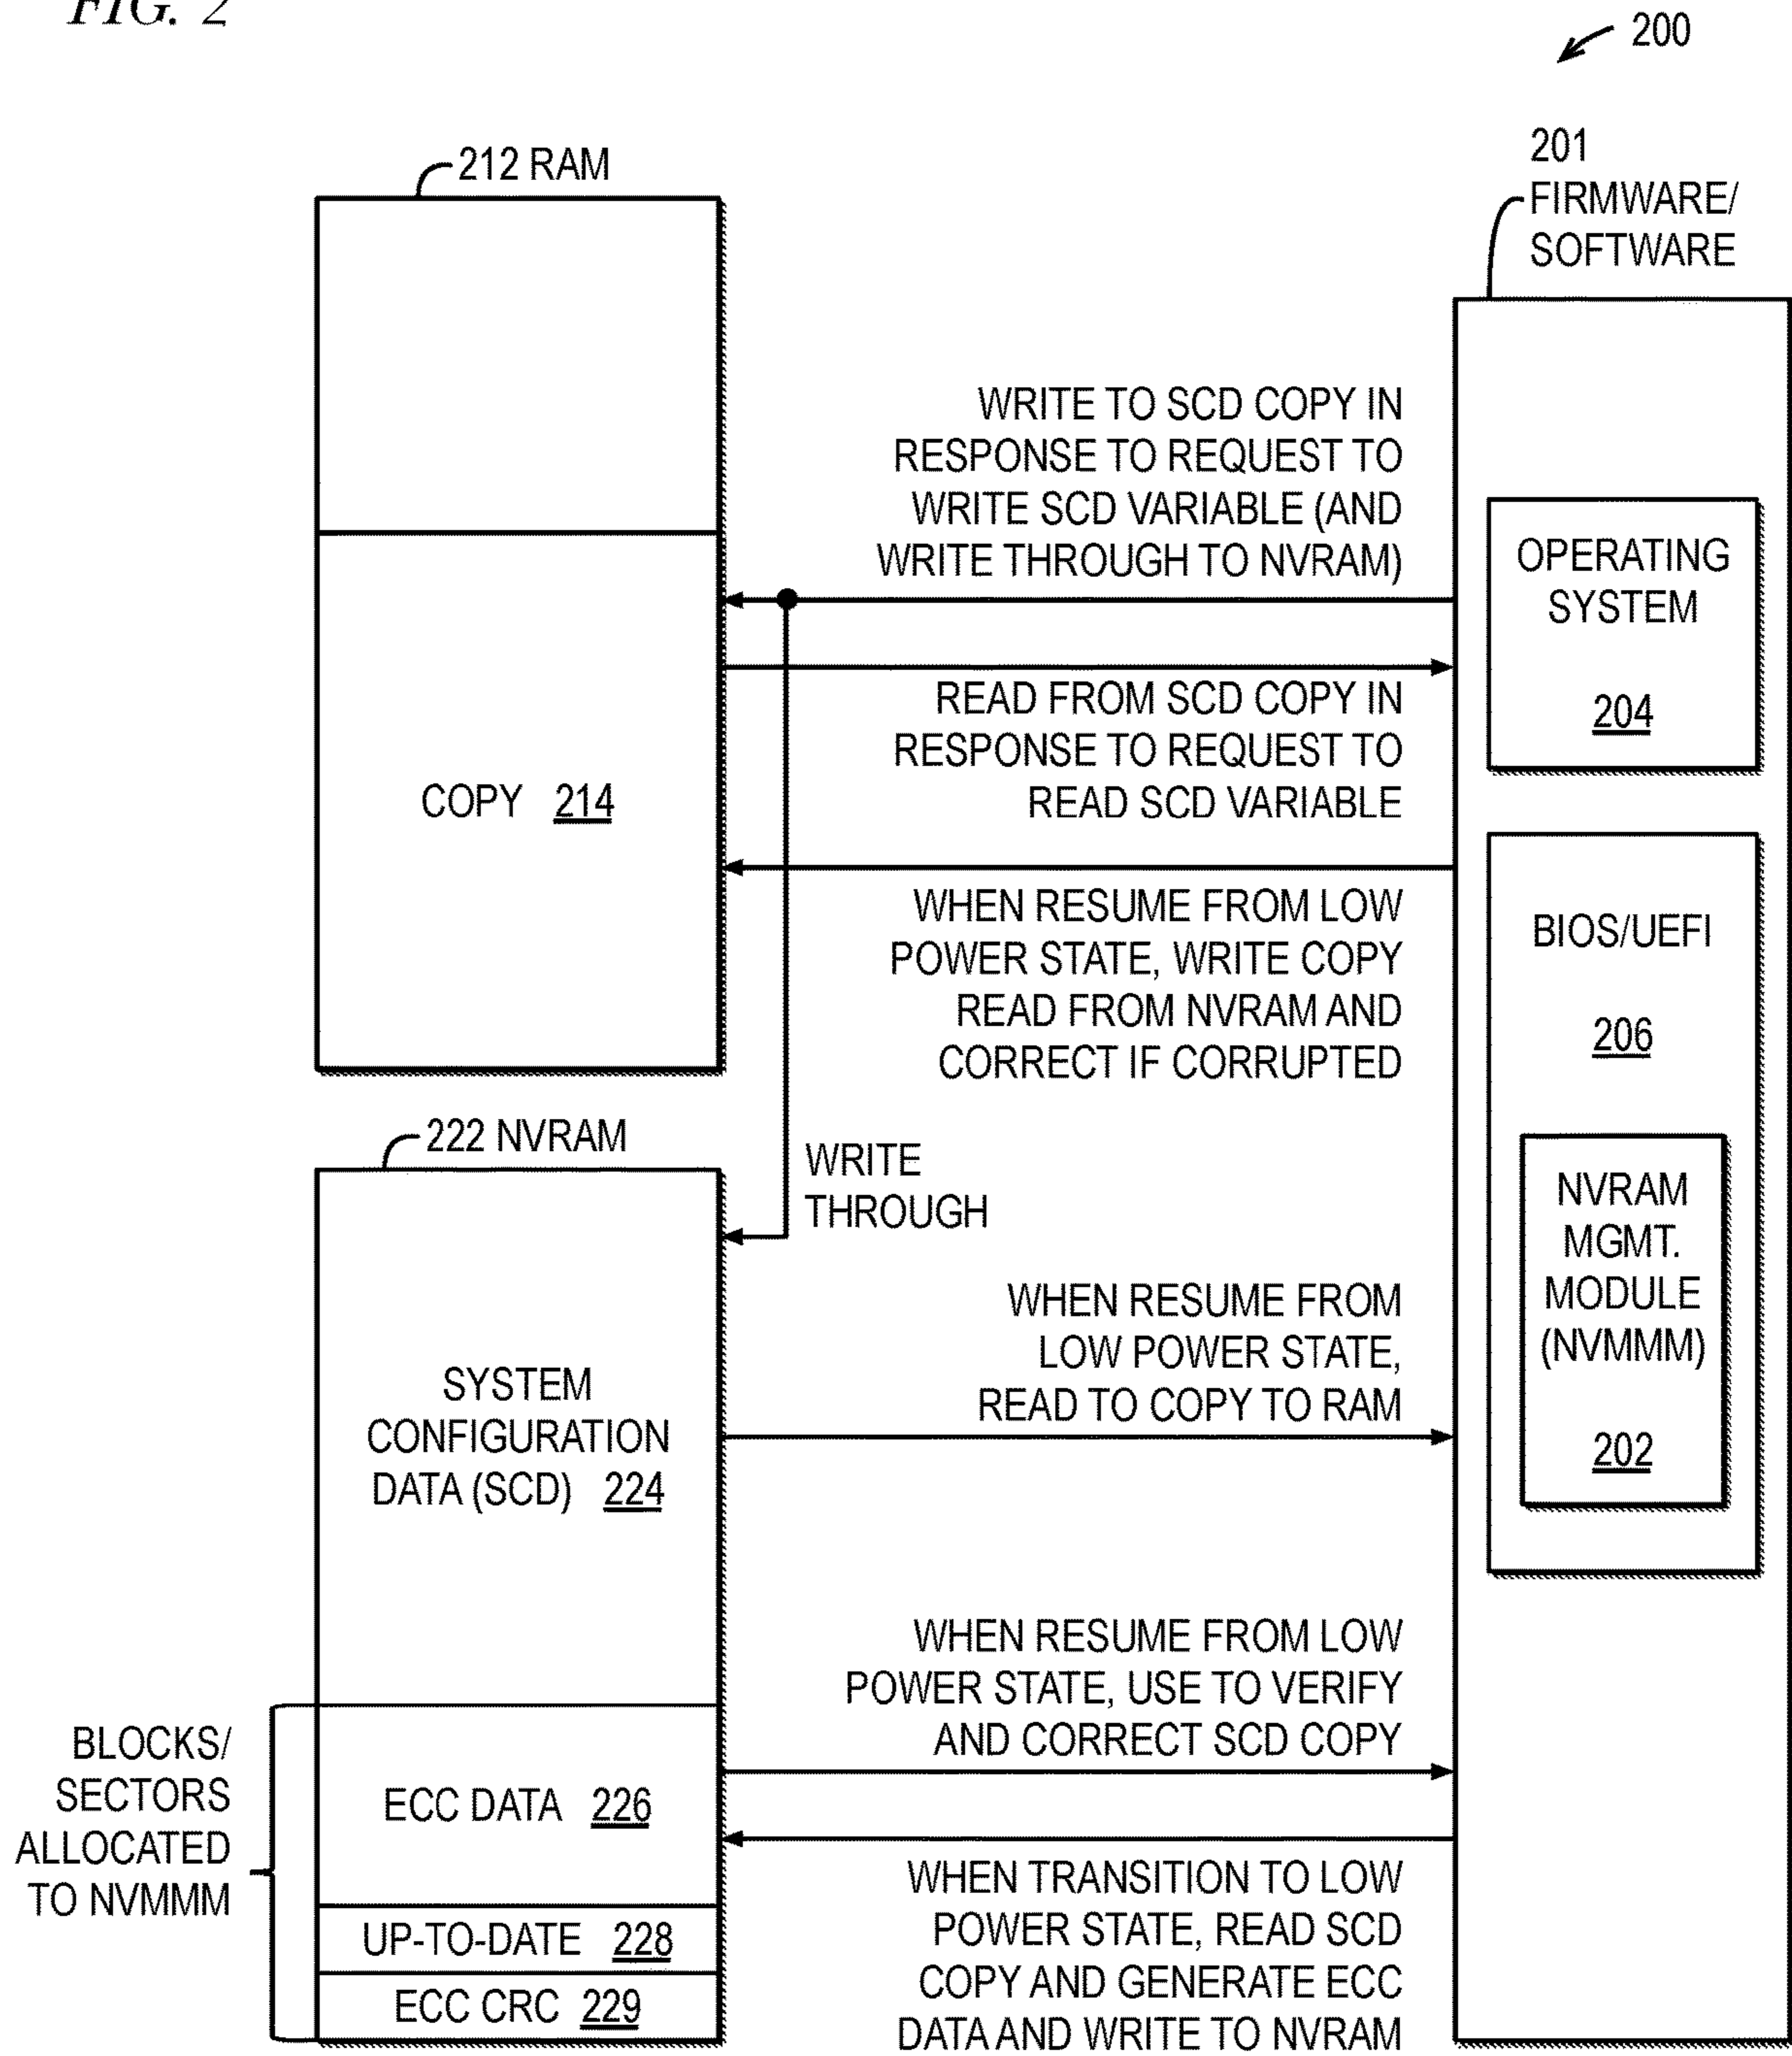 FIG. 2
200
212 RAM
201
FIRMWARE/
SOFTWARE
WRITE TO SCD COPY IN
RESPONSE TO REQUEST TO
WRITE SCD VARIABLE (AND
WRITE THROUGH TO NVRAM)
OPERATING
SYSTEM
204
READ FROM SCD COPY IN
RESPONSE TO REQUEST TO
READ SCD VARIABLE
COPY 214
WHEN RESUME FROM LOW
POWER STATE, WRITE COPY
READ FROM NVRAM AND
CORRECT IF CORRUPTED
BIOS/UEFI
206
222 NVRAM
WRITE
THROUGH
NVRAM
MGMT.
MODULE
(NVMMM)
202
WHEN RESUME FROM
LOW POWER STATE,
READ TO COPY TO RAM
SYSTEM
CONFIGURATION
DATA (SCD) 224
WHEN RESUME FROM LOW
POWER STATE, USE TO VERIFY
AND CORRECT SCD COPY
BLOCKS/
SECTORS
ALLOCATED
TO NVMMM
ECC DATA 226
WHEN TRANSITION TO LOW
POWER STATE, READ SCD
COPY AND GENERATE ECC
DATA AND WRITE TO NVRAM
UP-TO-DATE 228
ECC CRC 229